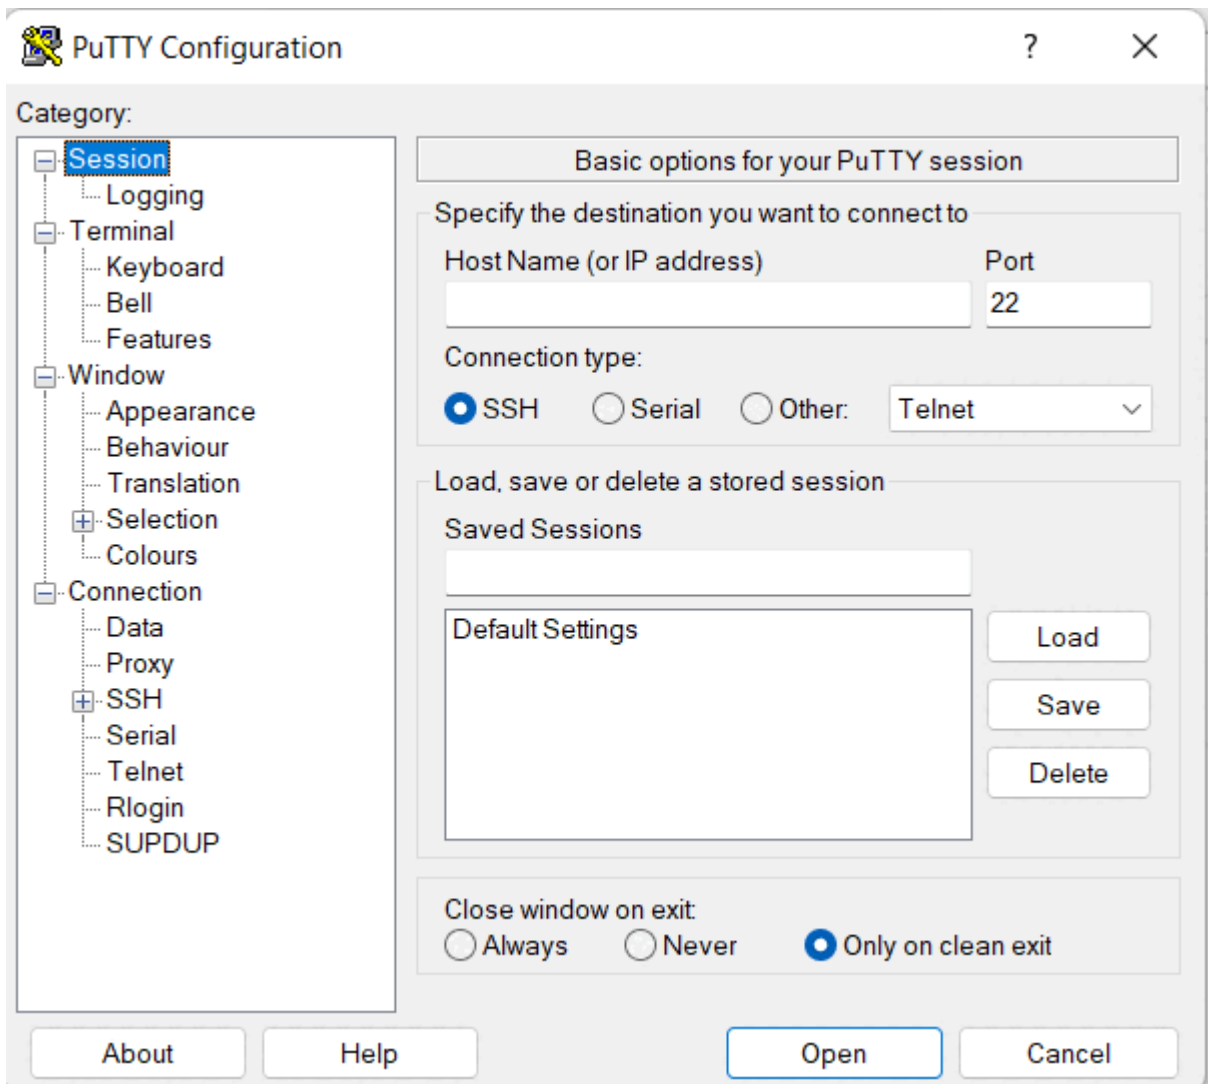 PuTTY Configuration
?
Category:
Session
Logging
Terminal
Keyboard
Bell
Features
Window
Appearance
Behaviour
Translation
Selection
Colours
Connection
Data
Proxy
SSH
Serial
Telnet
Rlogin
SUPDUP
Basic options for your PuTTY session
Specify the destination you want to connect to
Host Name (or IP address) Port
22
Connection type:
SSH Serial Other: Telnet
Load, save or delete a stored session
Saved Sessions
Default Settings
Load
Save
Delete
Close window on exit:
Always Never Only on clean exit
About Help Open Cancel